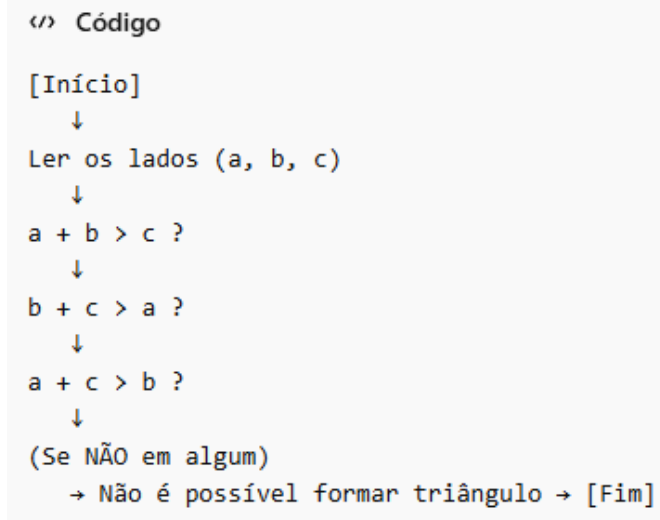 </> Código
[Início]
↓
Ler os lados (a, b, c)
↓
a + b > c ?
↓
b + c > a ?
↓
a + c > b ?
↓
(Se NÃO em algum)
→ Não é possível formar triângulo → [Fim]